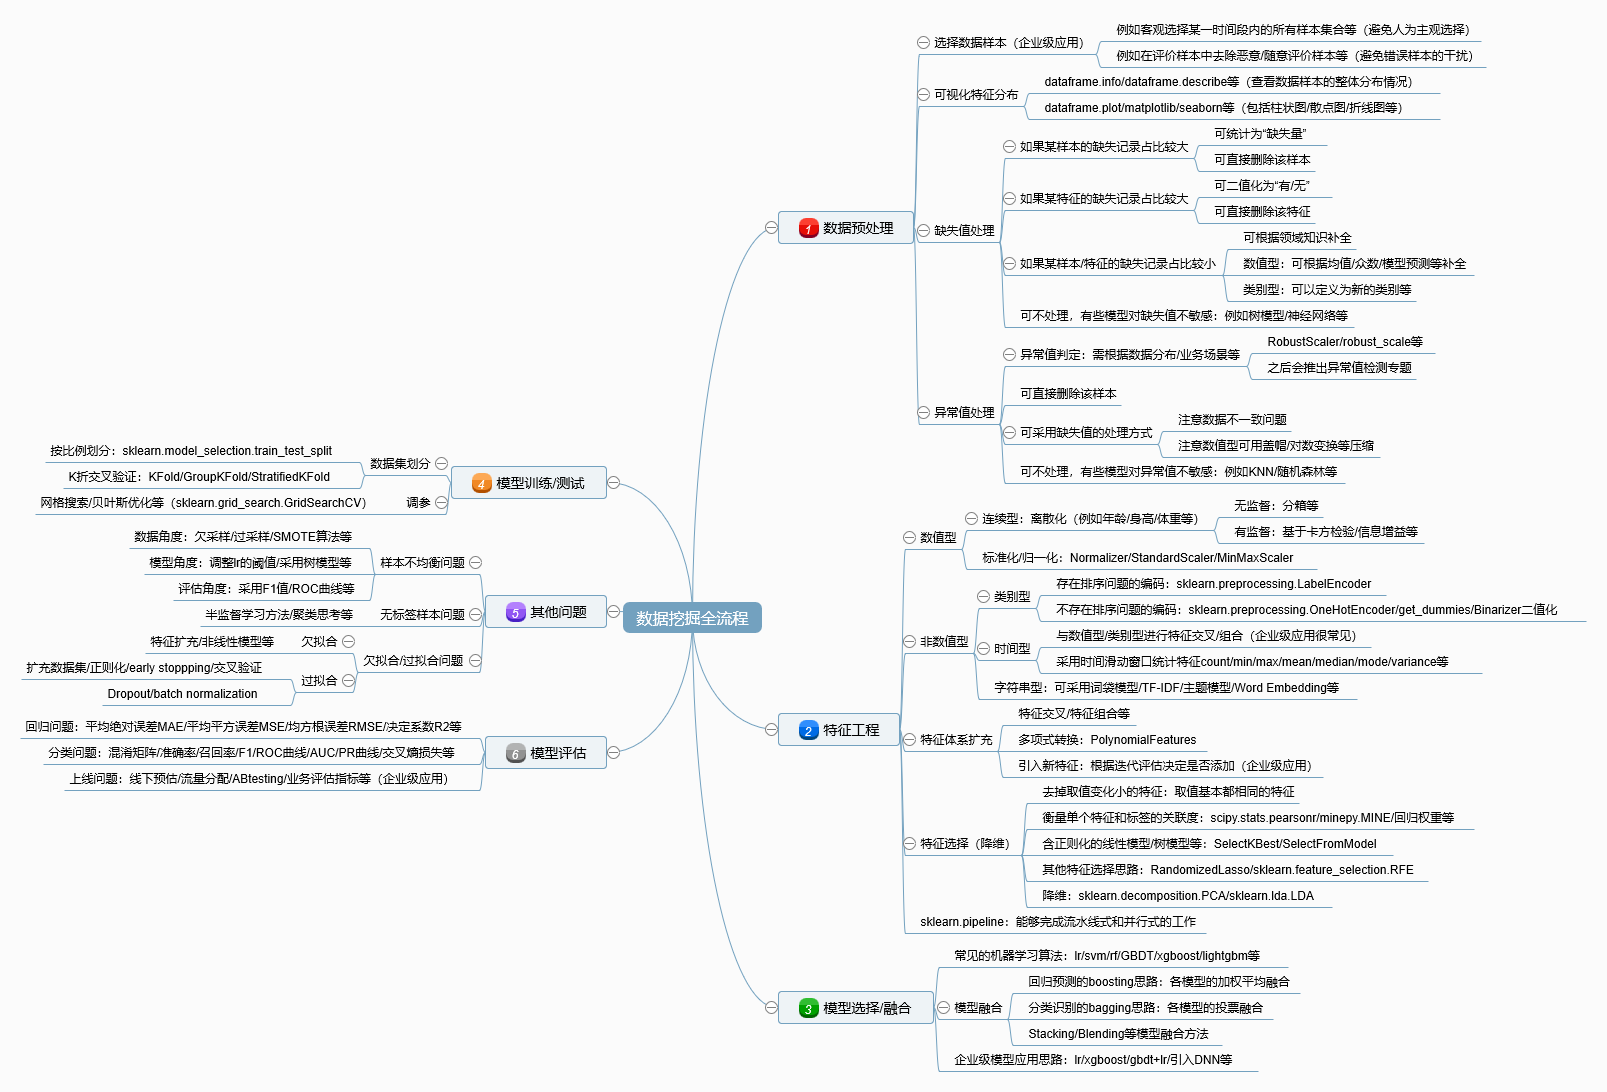 数据挖掘全流程
1 数据预处理
选择数据样本（企业级应用）
例如客观选择某一时间段内的所有样本集合等（避免人为主观选择）
例如在评价样本中去除恶意/随意评价样本等（避免错误样本的干扰）
可视化特征分布
dataframe.info/dataframe.describe等（查看数据样本的整体分布情况）
dataframe.plot/matplotlib/seaborn等（包括柱状图/散点图/折线图等）
缺失值处理
如果某样本的缺失记录占比较大
可统计为“缺失量”
可直接删除该样本
如果某特征的缺失记录占比较大
可二值化为“有/无”
可直接删除该特征
如果某样本/特征的缺失记录占比较小
可根据领域知识补全
数值型：可根据均值/众数/模型预测等补全
类别型：可以定义为新的类别等
可不处理，有些模型对缺失值不敏感：例如树模型/神经网络等
异常值处理
异常值判定：需根据数据分布/业务场景等
RobustScaler/robust_scale等
之后会推出异常值检测专题
可直接删除该样本
可采用缺失值的处理方式
注意数据不一致问题
注意数值型可用盖帽/对数变换等压缩
可不处理，有些模型对异常值不敏感：例如KNN/随机森林等
2 特征工程
数值型
连续型：离散化（例如年龄/身高/体重等）
无监督：分箱等
有监督：基于卡方检验/信息增益等
标准化/归一化：Normalizer/StandardScaler/MinMaxScaler
非数值型
类别型
存在排序问题的编码：sklearn.preprocessing.LabelEncoder
不存在排序问题的编码：sklearn.preprocessing.OneHotEncoder/get_dummies/Binarizer二值化
时间型
与数值型/类别型进行特征交叉/组合（企业级应用很常见）
采用时间滑动窗口统计特征count/min/max/mean/median/mode/variance等
字符串型：可采用词袋模型/TF-IDF/主题模型/Word Embedding等
特征体系扩充
特征交叉/特征组合等
多项式转换：PolynomialFeatures
引入新特征：根据迭代评估决定是否添加（企业级应用）
特征选择（降维）
去掉取值变化小的特征：取值基本都相同的特征
衡量单个特征和标签的关联度：scipy.stats.pearsonr/minepy.MINE/回归权重等
含正则化的线性模型/树模型等：SelectKBest/SelectFromModel
其他特征选择思路：RandomizedLasso/sklearn.feature_selection.RFE
降维：sklearn.decomposition.PCA/sklearn.lda.LDA
sklearn.pipeline：能够完成流水线式和并行式的工作
3 模型选择/融合
常见的机器学习算法：lr/svm/rf/GBDT/xgboost/lightgbm等
模型融合
回归预测的boosting思路：各模型的加权平均融合
分类识别的bagging思路：各模型的投票融合
Stacking/Blending等模型融合方法
企业级模型应用思路：lr/xgboost/gbdt+lr/引入DNN等
4 模型训练/测试
数据集划分
按比例划分：sklearn.model_selection.train_test_split
K折交叉验证：KFold/GroupKFold/StratifiedKFold
调参
网格搜索/贝叶斯优化等（sklearn.grid_search.GridSearchCV）
5 其他问题
样本不均衡问题
数据角度：欠采样/过采样/SMOTE算法等
模型角度：调整lr的阈值/采用树模型等
评估角度：采用F1值/ROC曲线等
无标签样本问题
半监督学习方法/聚类思考等
欠拟合/过拟合问题
欠拟合
特征扩充/非线性模型等
过拟合
扩充数据集/正则化/early stoppping/交叉验证
Dropout/batch normalization
6 模型评估
回归问题：平均绝对误差MAE/平均平方误差MSE/均方根误差RMSE/决定系数R2等
分类问题：混淆矩阵/准确率/召回率/F1/ROC曲线/AUC/PR曲线/交叉熵损失等
上线问题：线下预估/流量分配/ABtesting/业务评估指标等（企业级应用）